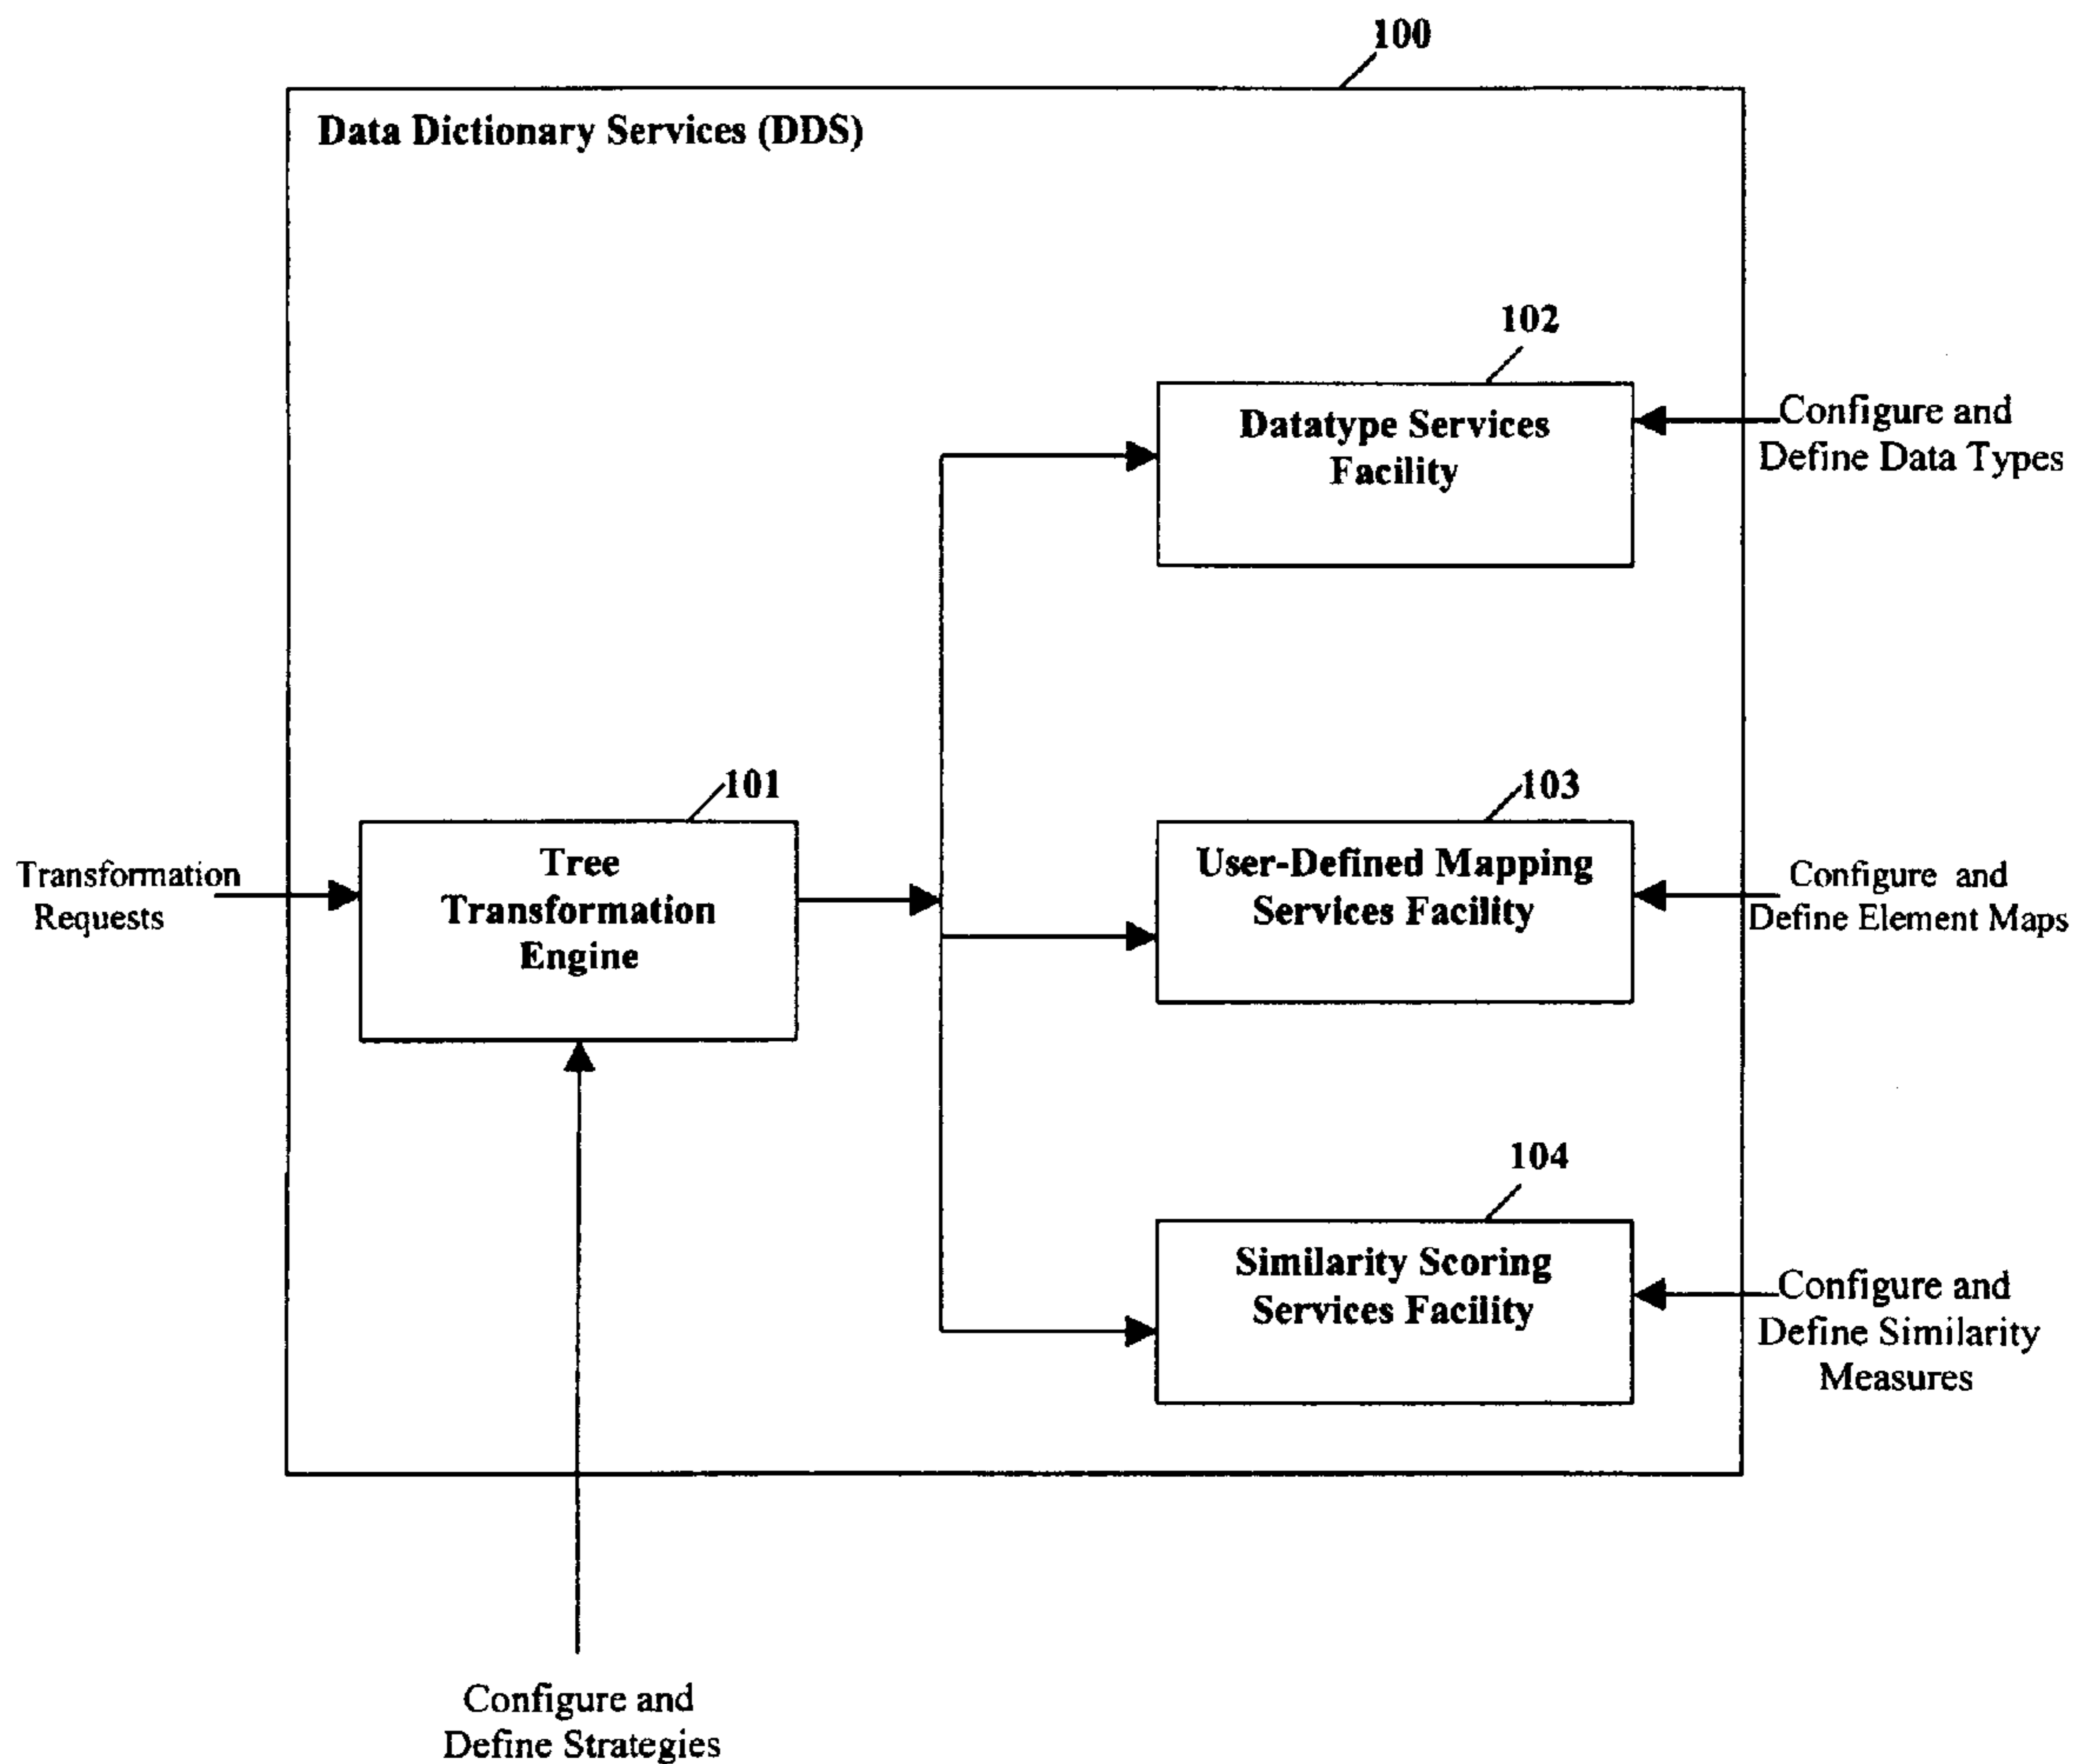 100
Data Dictionary Services (DDS)
102
Datatype Services
Facility
Configure and
Define Data Types
101
Tree
Transformation
Engine
Transformation
Requests
103
User-Defined Mapping
Services Facility
Configure and
Define Element Maps
104
Similarity Scoring
Services Facility
Configure and
Define Similarity
Measures
Configure and
Define Strategies